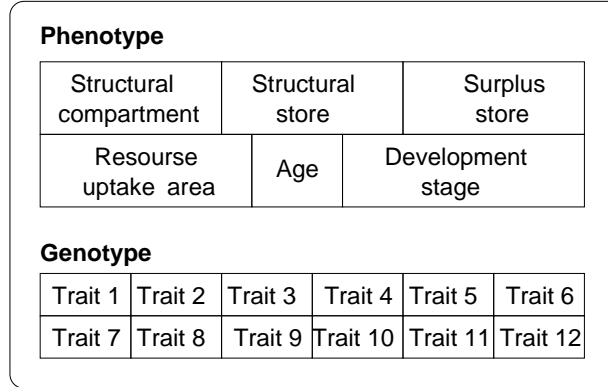 Phenotype
Structural compartment
Structural store
Surplus store
Resourse uptake area
Age
Development stage
Genotype
Trait 1 Trait 2 Trait 3 Trait 4 Trait 5 Trait 6
Trait 7 Trait 8 Trait 9 Trait 10 Trait 11 Trait 12